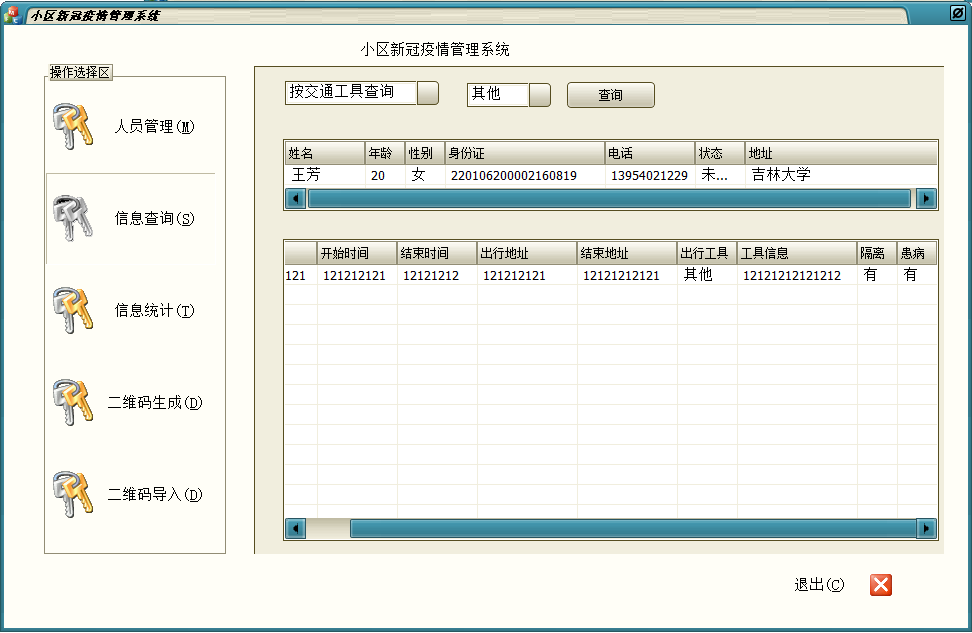 小区新冠疫情管理系统
小区新冠疫情管理系统
操作选择区
人员管理(M)
信息查询(S)
信息统计(T)
二维码生成(D)
二维码导入(D)
按交通工具查询 其他 查询
姓名 年龄 性别 身份证 电话 状态 地址
王芳 20 女 220106200002160819 13954021229 未... 吉林大学
开始时间 结束时间 出行地址 结束地址 出行工具 工具信息 隔离 患病
121 121212121 12121212 121212121 12121212121 其他 12121212121212 有 有
退出(C)